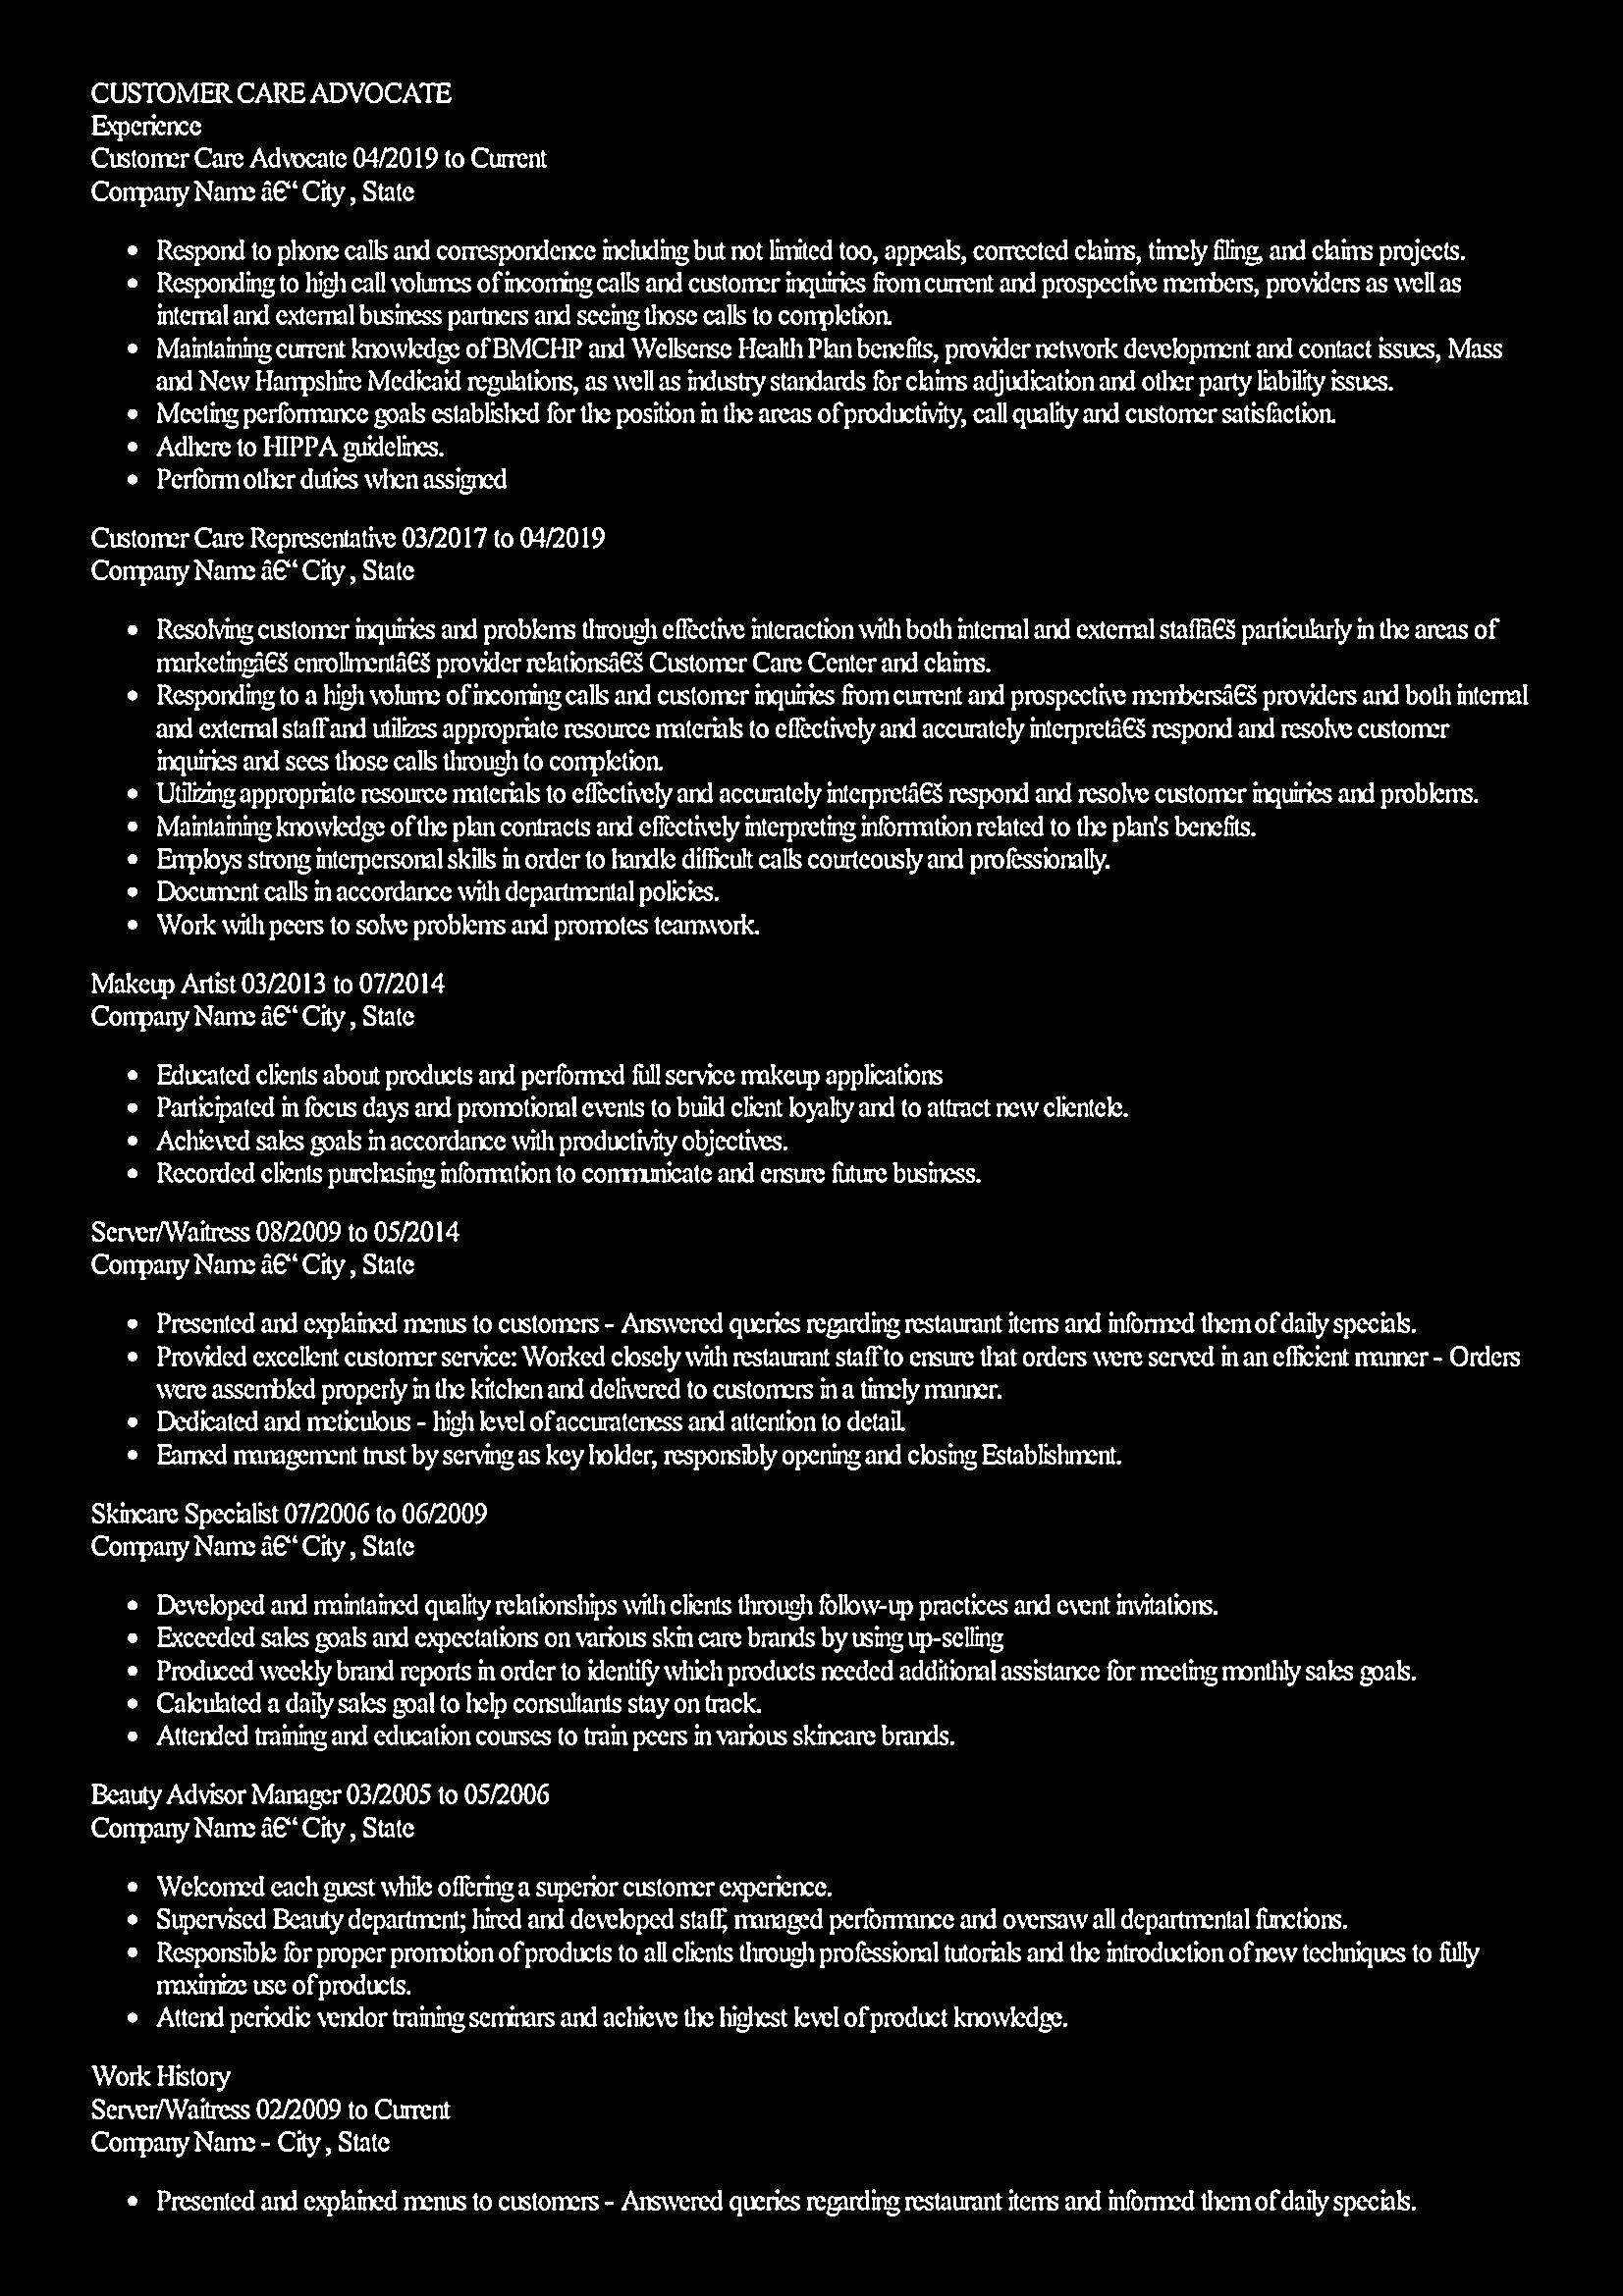 CUSTOMER CARE ADVOCATE
Experience
Customer Care Advocate 04/2019 to Current
Company Name â€“ City , State
• Respond to phone calls and correspondence including but not limited too, appeals, corrected claims, timely filing, and claims projects.
• Responding to high call volumes of incoming calls and customer inquiries from current and prospective members, providers as well as
internal and external business partners and seeing those calls to completion.
• Maintaining current knowledge of BMCHP and Wellsense Health Plan benefits, provider network development and contact issues, Mass
and New Hampshire Medicaid regulations, as well as industry standards for claims adjudication and other party liability issues.
• Meeting performance goals established for the position in the areas of productivity, call quality and customer satisfaction.
• Adhere to HIPPA guidelines.
• Perform other duties when assigned
Customer Care Representative 03/2017 to 04/2019
Company Name â€“ City , State
• Resolving customer inquiries and problems through effective interaction with both internal and external staffâ€š particularly in the areas of
marketingâ€š enrollmentâ€š provider relationsâ€š Customer Care Center and claims.
• Responding to a high volume of incoming calls and customer inquiries from current and prospective membersâ€š providers and both internal
and external staff and utilizes appropriate resource materials to effectively and accurately interpretâ€š respond and resolve customer
inquiries and sees those calls through to completion.
• Utilizing appropriate resource materials to effectively and accurately interpretâ€š respond and resolve customer inquiries and problems.
• Maintaining knowledge of the plan contracts and effectively interpreting information related to the plan's benefits.
• Employs strong interpersonal skills in order to handle difficult calls courteously and professionally.
• Document calls in accordance with departmental policies.
• Work with peers to solve problems and promotes teamwork.
Makeup Artist 03/2013 to 07/2014
Company Name â€“ City , State
• Educated clients about products and performed full service makeup applications
• Participated in focus days and promotional events to build client loyalty and to attract new clientele.
• Achieved sales goals in accordance with productivity objectives.
• Recorded clients purchasing information to communicate and ensure future business.
Server/Waitress 08/2009 to 05/2014
Company Name â€“ City , State
• Presented and explained menus to customers - Answered queries regarding restaurant items and informed them of daily specials.
• Provided excellent customer service: Worked closely with restaurant staff to ensure that orders were served in an efficient manner - Orders
were assembled properly in the kitchen and delivered to customers in a timely manner.
• Dedicated and meticulous - high level of accurateness and attention to detail.
• Earned management trust by serving as key holder, responsibly opening and closing Establishment.
Skincare Specialist 07/2006 to 06/2009
Company Name â€“ City , State
• Developed and maintained quality relationships with clients through follow-up practices and event invitations.
• Exceeded sales goals and expectations on various skin care brands by using up-selling
• Produced weekly brand reports in order to identify which products needed additional assistance for meeting monthly sales goals.
• Calculated a daily sales goal to help consultants stay on track.
• Attended training and education courses to train peers in various skincare brands.
Beauty Advisor Manager 03/2005 to 05/2006
Company Name â€“ City , State
• Welcomed each guest while offering a superior customer experience.
• Supervised Beauty department; hired and developed staff, managed performance and oversaw all departmental functions.
• Responsible for proper promotion of products to all clients through professional tutorials and the introduction of new techniques to fully
maximize use of products.
• Attend periodic vendor training seminars and achieve the highest level of product knowledge.
Work History
Server/Waitress 02/2009 to Current
Company Name - City , State
• Presented and explained menus to customers - Answered queries regarding restaurant items and informed them of daily specials.